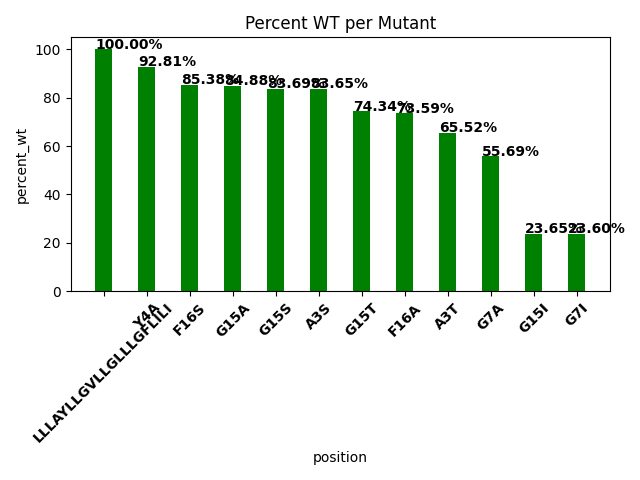 Percent WT per Mutant
100.00%
92.81%
85.38%
84.88%
83.69%
83.65%
74.34%
73.59%
65.52%
55.69%
23.65%
23.60%
percent_wt
100
80
60
40
20
0
LLLAYLLGVLLGLLLGFLILI
Y4A
F16S
G15A
G15S
A3S
G15T
F16A
A3T
G7A
G15I
G7I
position